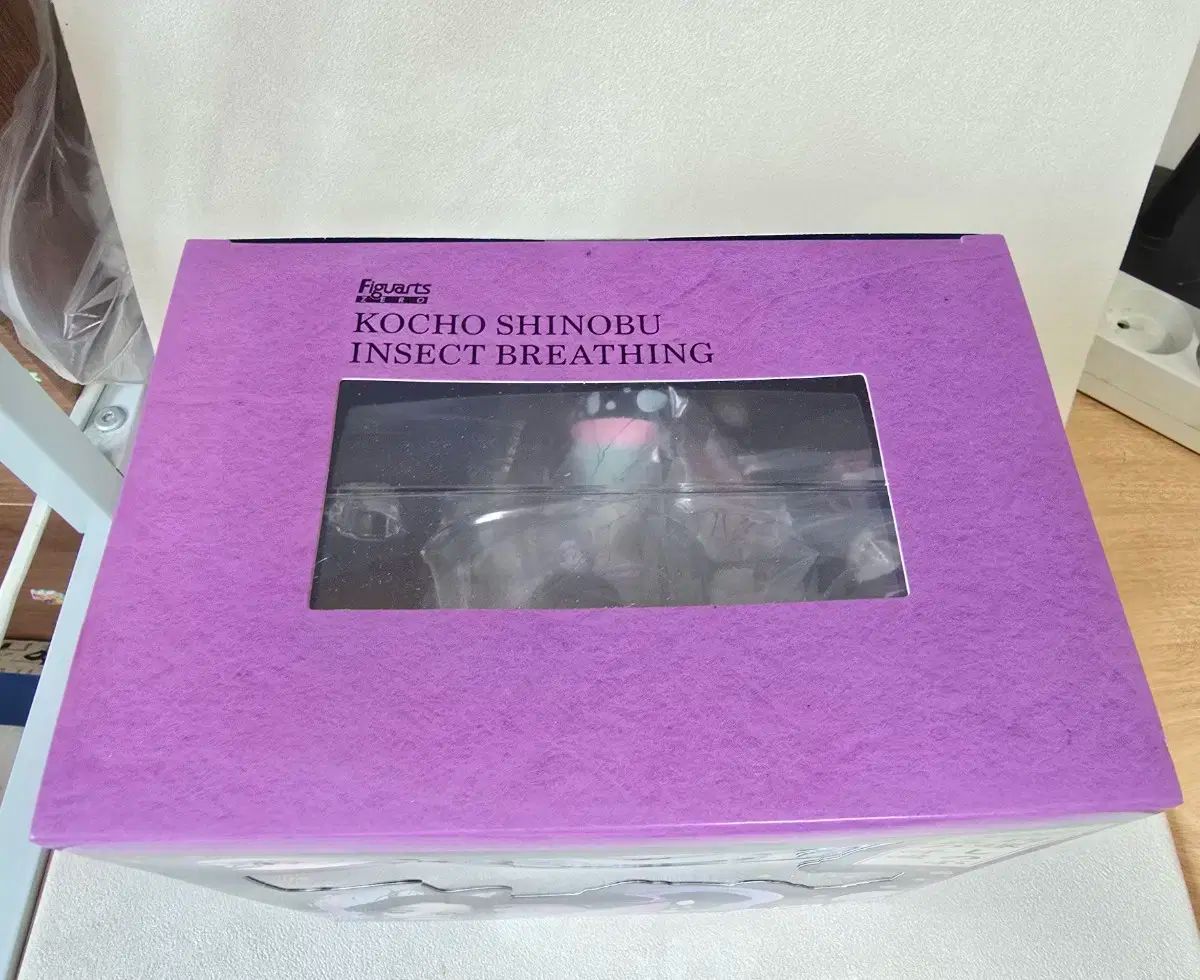 Figuarts
ZERO
KOCHO SHINOBU
INSECT BREATHING